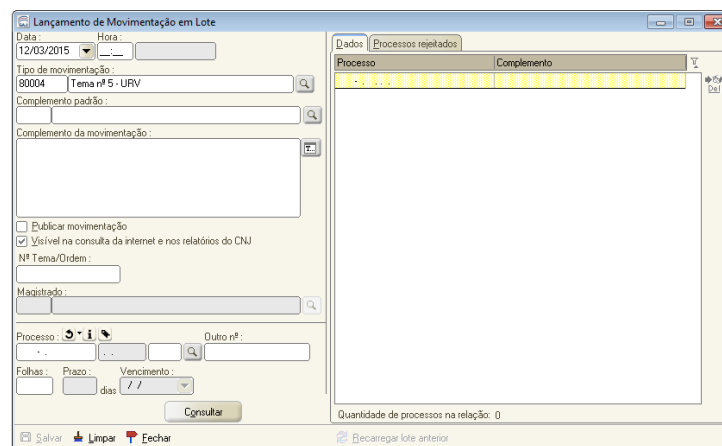 Lançamento de Movimentação em Lote
Data : Hora :
12/03/2015 __:__
Tipo de movimentação :
80004 Tema nº 5 - URV
Complemento padrão :
Complemento da movimentação :
Publicar movimentação
Visível na consulta da internet e nos relatórios do CNJ
Nº Tema/Ordem :
Magistrado :
Processo : Outro nº :
- . . .
Folhas : Prazo : Vencimento :
dias / /
Consultar
Salvar Limpar Fechar
Dados Processos rejeitados
Processo Complemento
- . . . .
Del
Quantidade de processos na relação: 0
Recarregar lote anterior